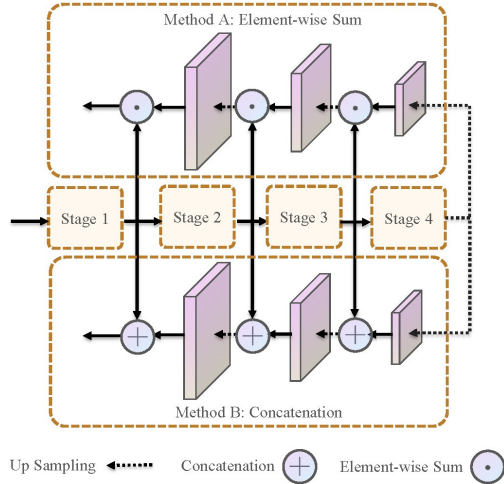 Method A: Element-wise Sum
Stage 1
Stage 2
Stage 3
Stage 4
Method B: Concatenation
Up Sampling
Concatenation
Element-wise Sum